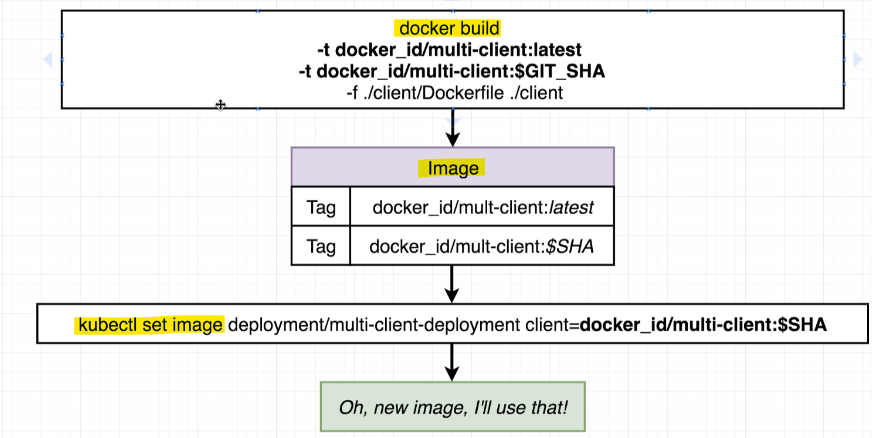 docker build
-t docker_id/multi-client:latest
-t docker_id/multi-client:$GIT_SHA
-f ./client/Dockerfile ./client
Image
Tag docker_id/mult-client:latest
Tag docker_id/mult-client:$SHA
kubectl set image deployment/multi-client-deployment client=docker_id/multi-client:$SHA
Oh, new image, I'll use that!